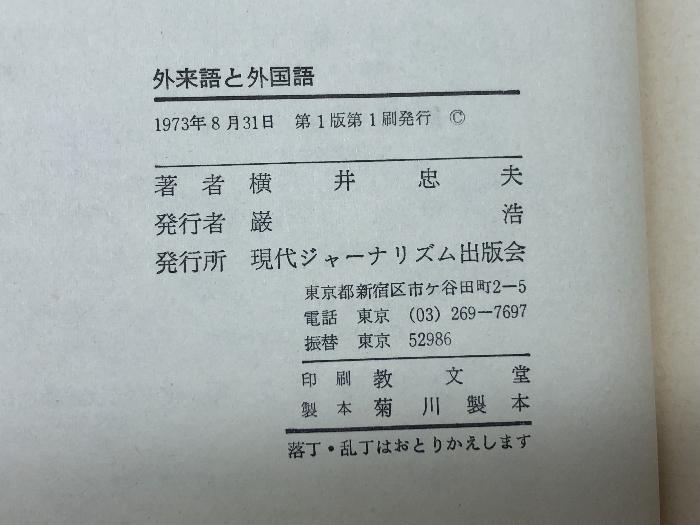 外来語と外国語
1973年8月31日 第1版第1刷発行 ©
著者 横井忠夫
発行者 巌浩
発行所 現代ジャーナリズム出版会
東京都新宿区市ケ谷田町2-5
電話 東京 (03) 269-7697
振替 東京 52986
印刷 教文堂
製本 菊川製本
落丁・乱丁はおとりかえします